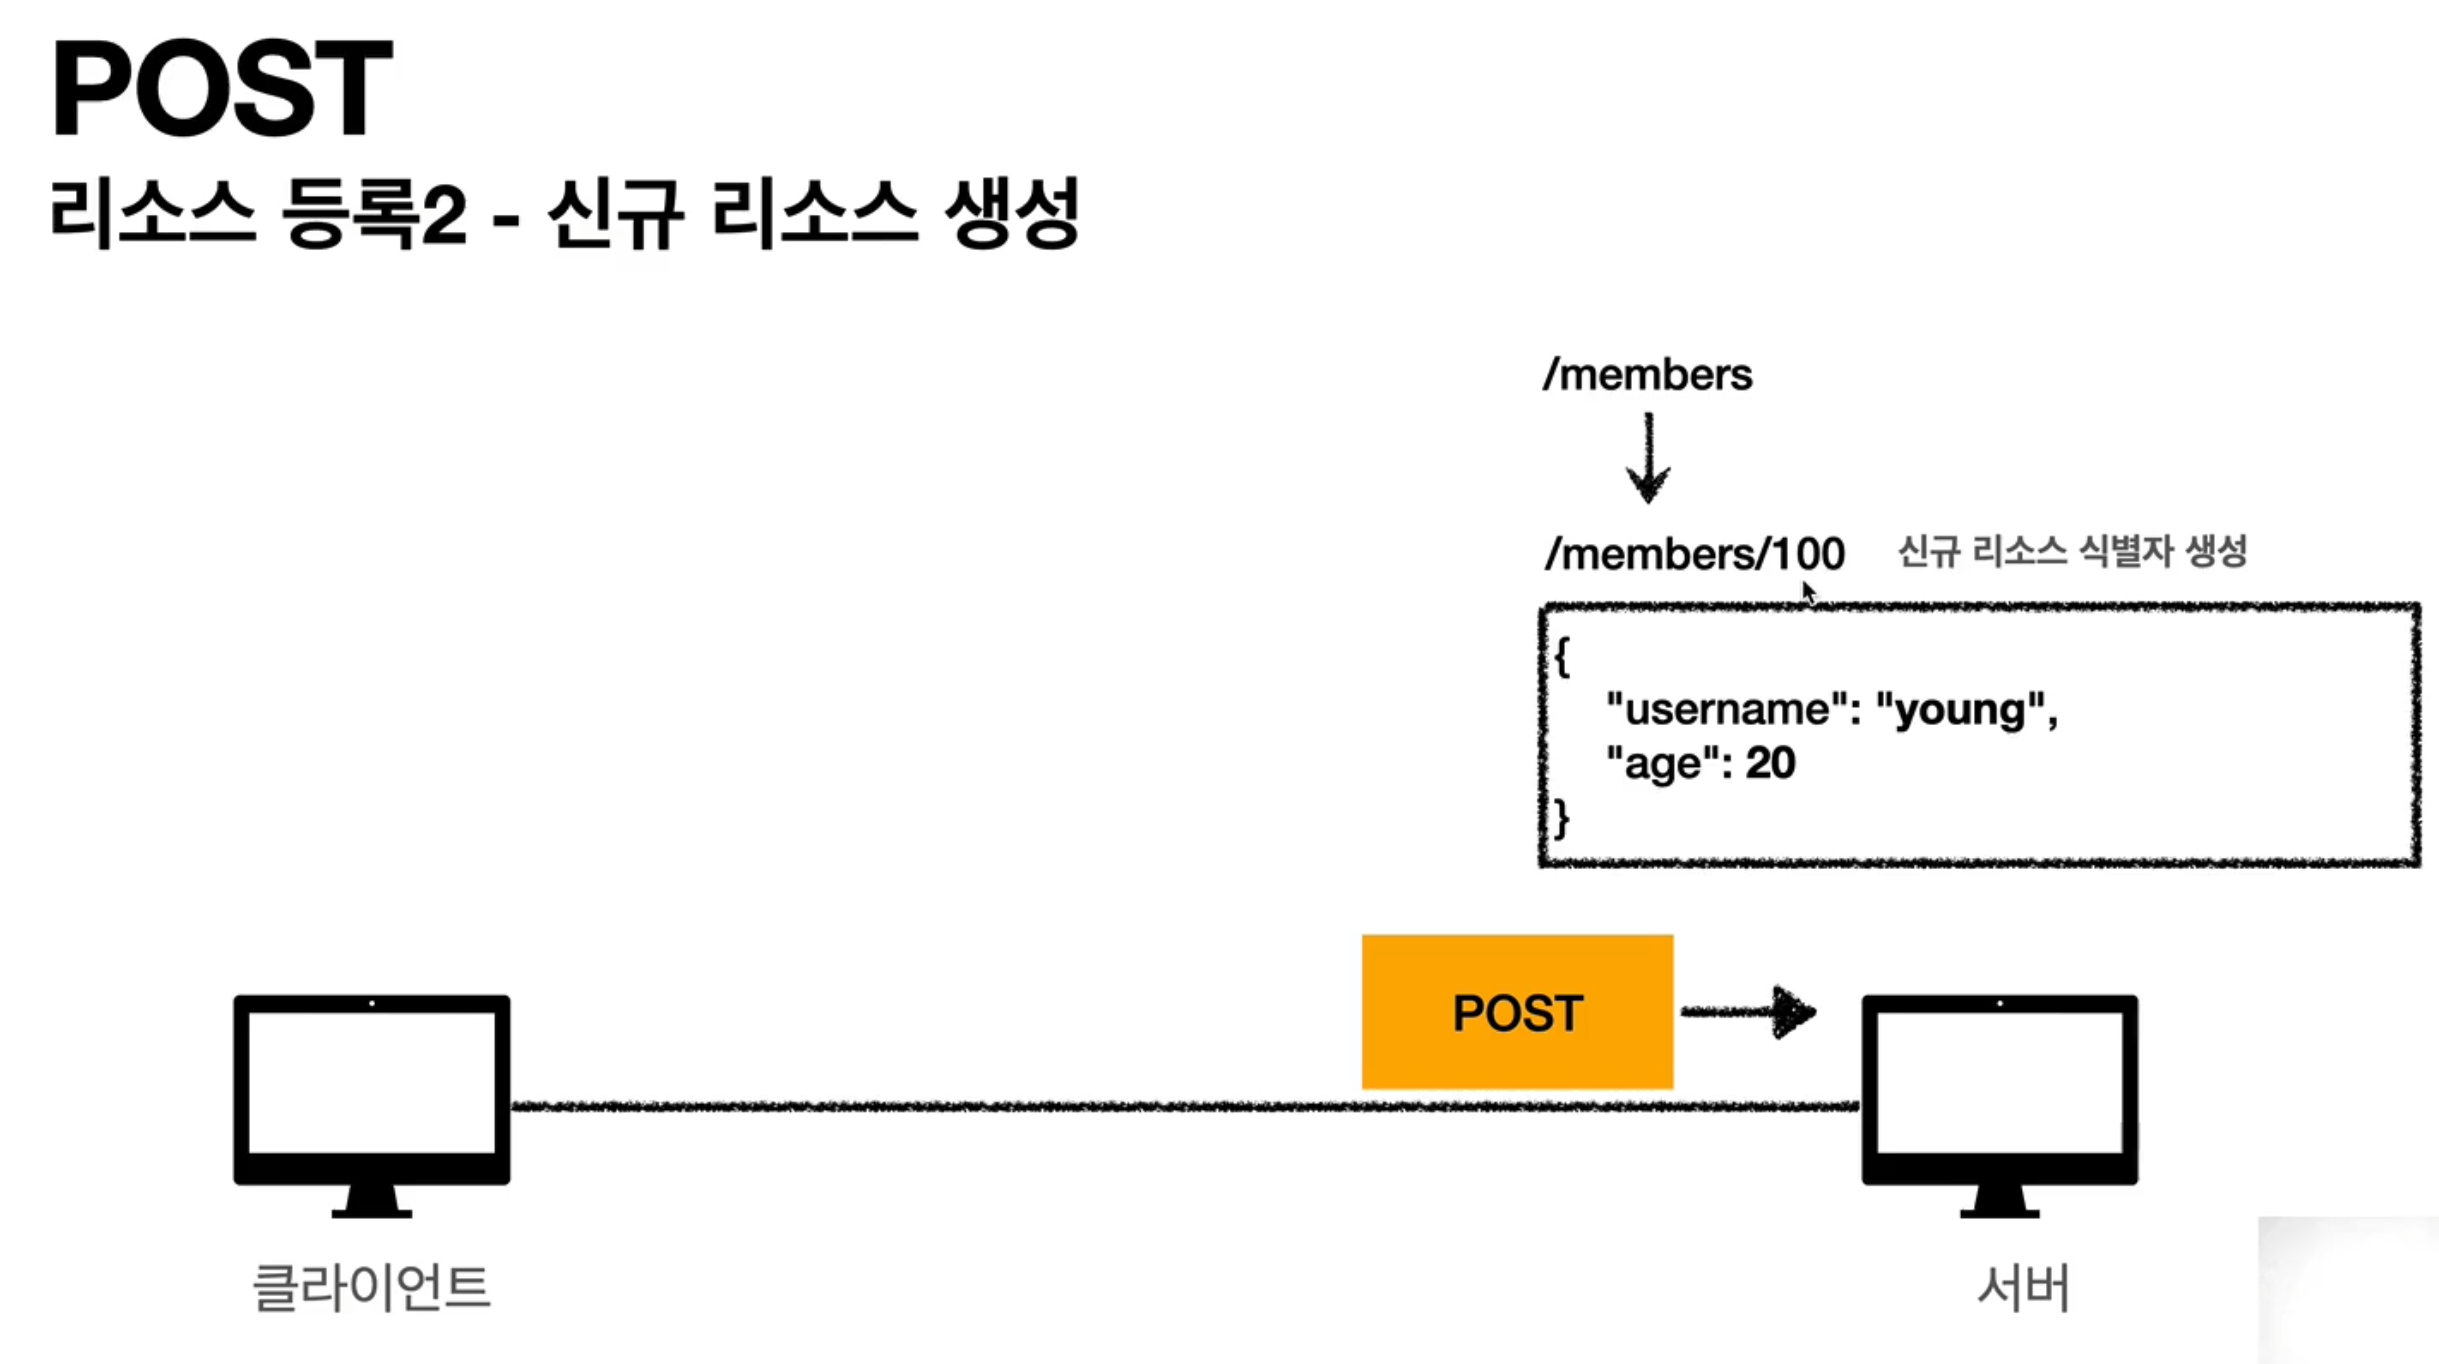 POST
리소스 등록2 - 신규 리소스 생성
/members
/members/100 신규 리소스 식별자 생성
{
"username": "young",
"age": 20
}
POST
클라이언트
서버